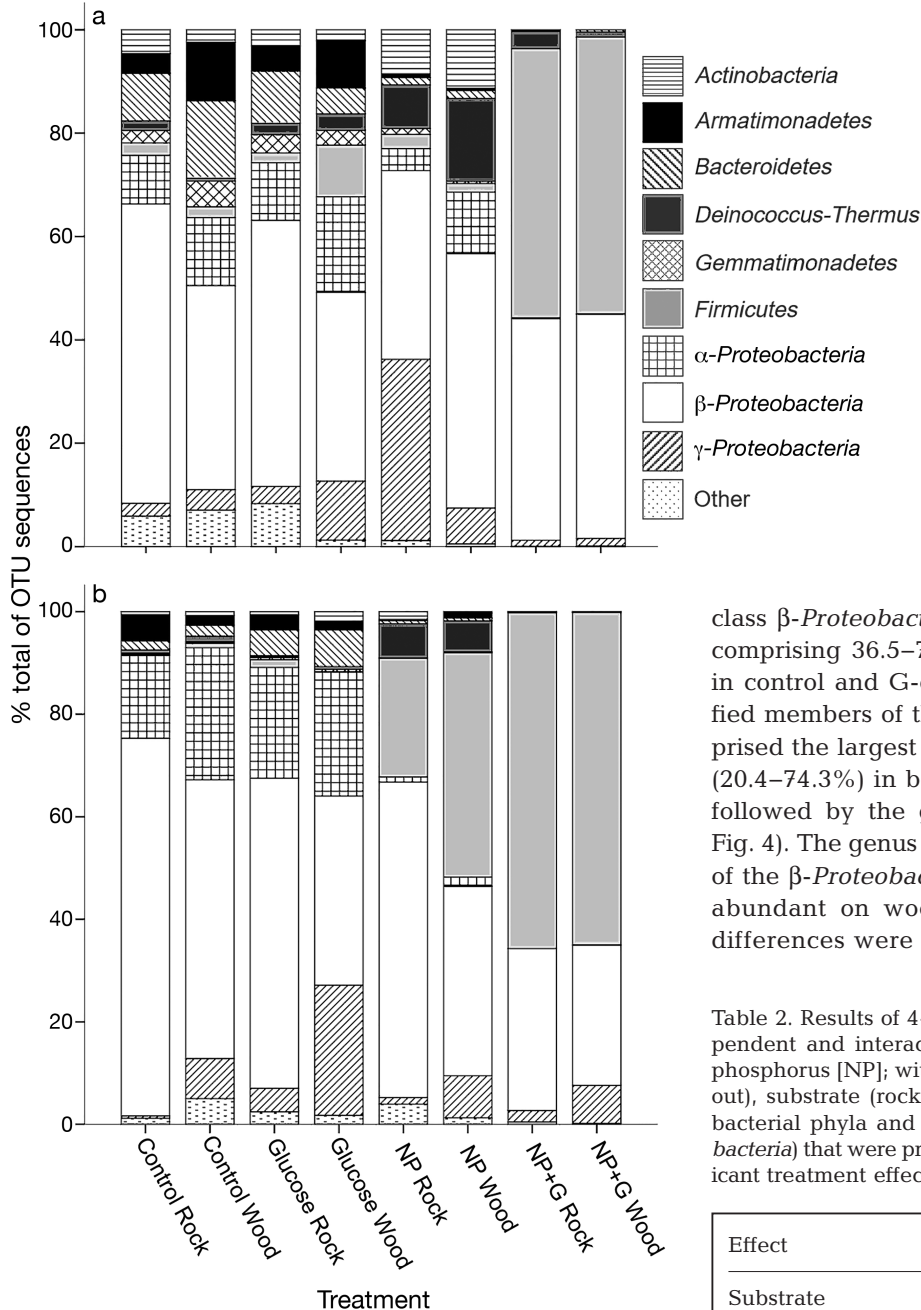 a
100
80
60
40
20
0
Actinobacteria
Armatimonadetes
Bacteroidetes
Deinococcus-Thermus
Gemmatimonadetes
Firmicutes
α-Proteobacteria
β-Proteobacteria
γ-Proteobacteria
Other
% total of OTU sequences
b
100
80
60
40
20
0
Control Rock
Control Wood
Glucose Rock
Glucose Wood
NP Rock
NP Wood
NP+G Rock
NP+G Wood
Treatment
class β-Proteobact
comprising 36.5–7
in control and G-
fied members of t
prised the largest
(20.4–74.3%) in b
followed by the
Fig. 4). The genus
of the β-Proteobac
abundant on woo
differences were
Table 2. Results of 4-
pendent and interac
phosphorus [NP]; wi
out), substrate (rock
bacterial phyla and
bacteria) that were pr
icant treatment effec
Effect
Substrate